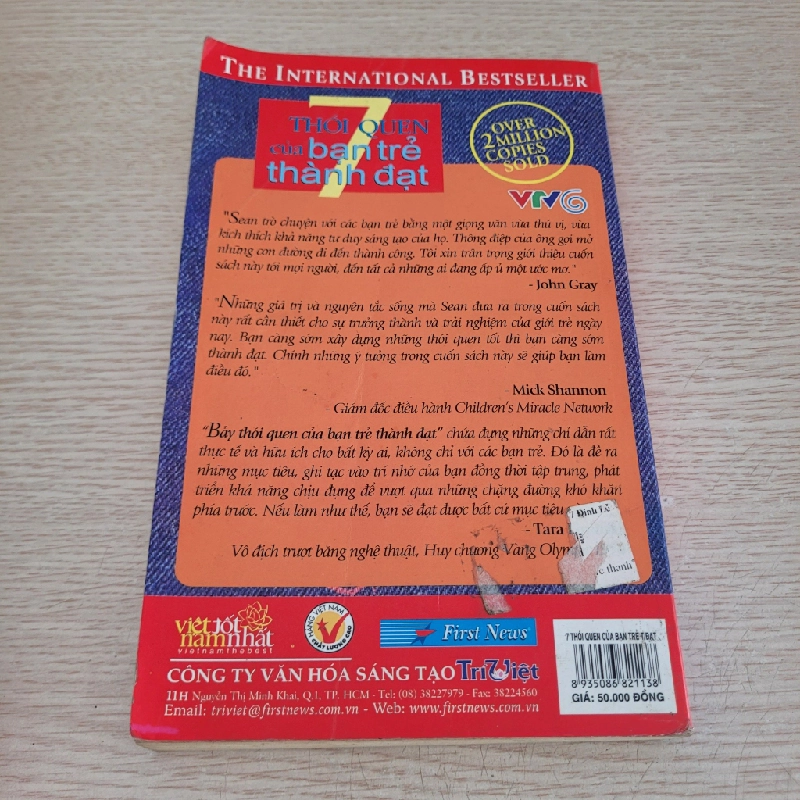 THE INTERNATIONAL BESTSELLER
7
THÓI QUEN
của bạn trẻ
thành đạt
OVER
2 MILLION
COPIES
SOLD
VTV6
"Sean trò chuyện với các bạn trẻ bằng một giọng văn vừa thú vị, vừa
kích thích khả năng tư duy sáng tạo của họ. Thông điệp của ông gợi mở
những con đường đi đến thành công. Tôi xin trân trọng giới thiệu cuốn
sách này tới mọi người, đến tất cả những ai đang ấp ủ một ước mơ."
- John Gray
"Những giá trị và nguyên tắc sống mà Sean đưa ra trong cuốn sách
này rất cần thiết cho sự trưởng thành và trải nghiệm của giới trẻ ngày
nay. Bạn càng sớm xây dựng những thói quen tốt thì bạn càng sớm
thành đạt. Chính những ý tưởng trong cuốn sách này sẽ giúp bạn làm
điều đó."
- Mick Shannon
Giám đốc điều hành Children's Miracle Network
"Bảy thói quen của bạn trẻ thành đạt" chứa đựng những chỉ dẫn rất
thực tế và hữu ích cho bất kỳ ai, không chỉ với các bạn trẻ. Đó là đề ra
những mục tiêu, ghi tạc vào trí nhớ của bạn đồng thời tập trung, phát
triển khả năng chịu đựng để vượt qua những chặng đường khó khăn
phía trước. Nếu làm như thế, bạn sẽ đạt được bất cứ mục tiêu
- Tara
Vô địch trượt băng nghệ thuật, Huy chương Vàng Olym
việt tốt
nam nhất
vietnamthebest
HÀNG VIỆT NAM
CHẤT LƯỢNG CAO
First News
CÔNG TY VĂN HÓA SÁNG TẠO Trí Việt
11H Nguyễn Thị Minh Khai, Q.1, TP. HCM - Tel: (08) 38227979 - Fax: 38224560
Email: triviet@firstnews.com.vn - Web: www.firstnews.com.vn
7 THÓI QUEN CỦA BẠN TRẺ T ĐẠT
8 935086 821138
GIÁ: 50.000 ĐỒNG